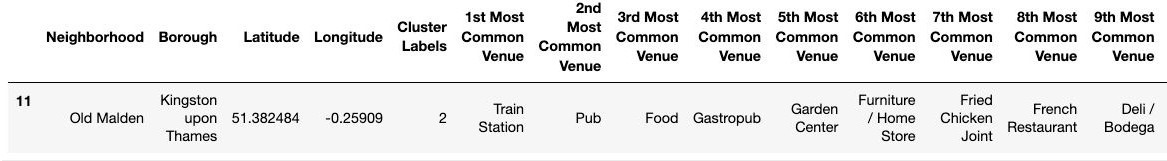 Neighborhood Borough Latitude Longitude Cluster Labels 1st Most Common Venue 2nd Most Common Venue 3rd Most Common Venue 4th Most Common Venue 5th Most Common Venue 6th Most Common Venue 7th Most Common Venue 8th Most Common Venue 9th Most Common Venue
11 Old Malden Kingston upon Thames 51.382484 -0.25909 2 Train Station Pub Food Gastropub Garden Center Furniture / Home Store Fried Chicken Joint French Restaurant Deli / Bodega